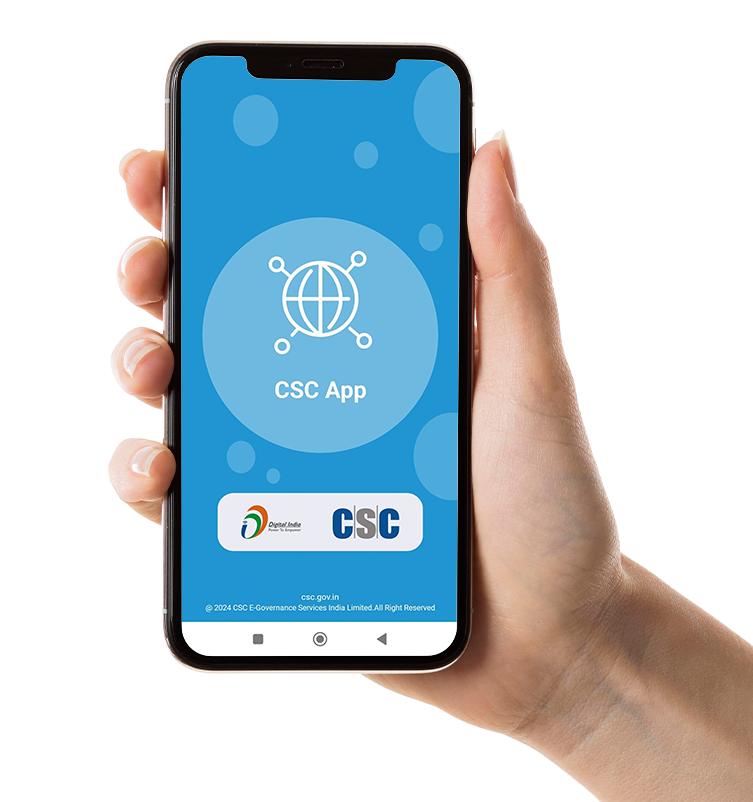 CSC App
Digital India
Power To Empower
CSC
csc.gov.in
@ 2024 CSC E-Governance Services India Limited.All Right Reserved